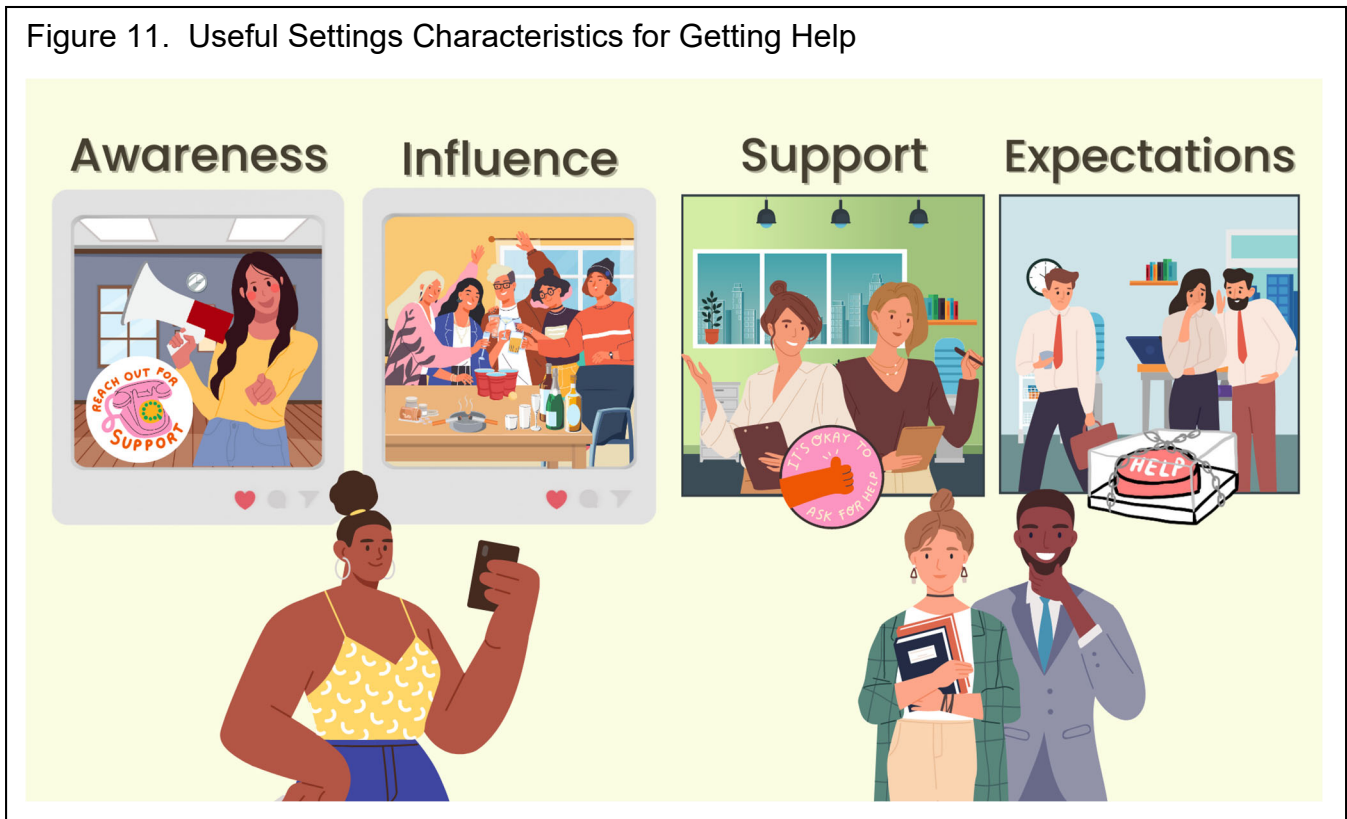 Figure 11.  Useful Settings Characteristics for Getting Help
Awareness
Influence
Support
Expectations
REACH OUT FOR
SUPPORT
IT'S OKAY TO
ASK FOR HELP
HELP